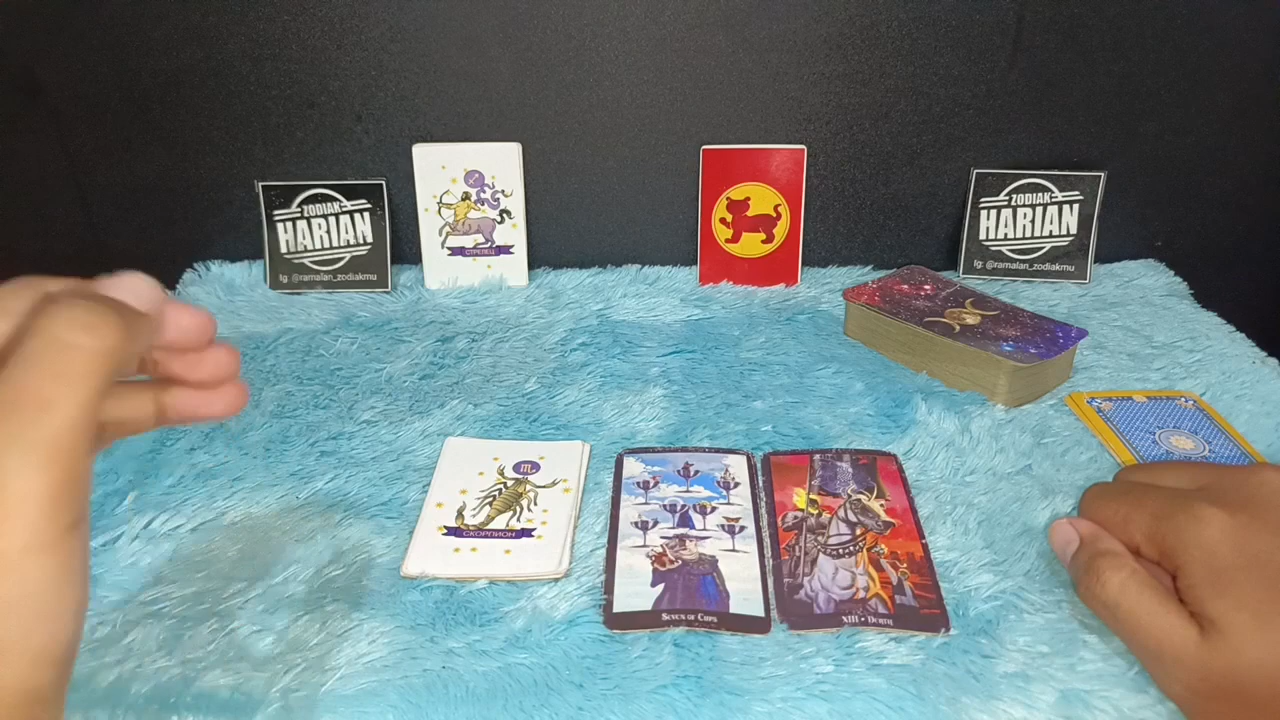 ZODIAK
HARIAN
Ig: @ramalan_zodiakmu
СТРЕЛЕЦ
ZODIAK
HARIAN
Ig: @ramalan_zodiakmu
СКОРПИОН
SEVEN OF CUPS
XIII • DEATH